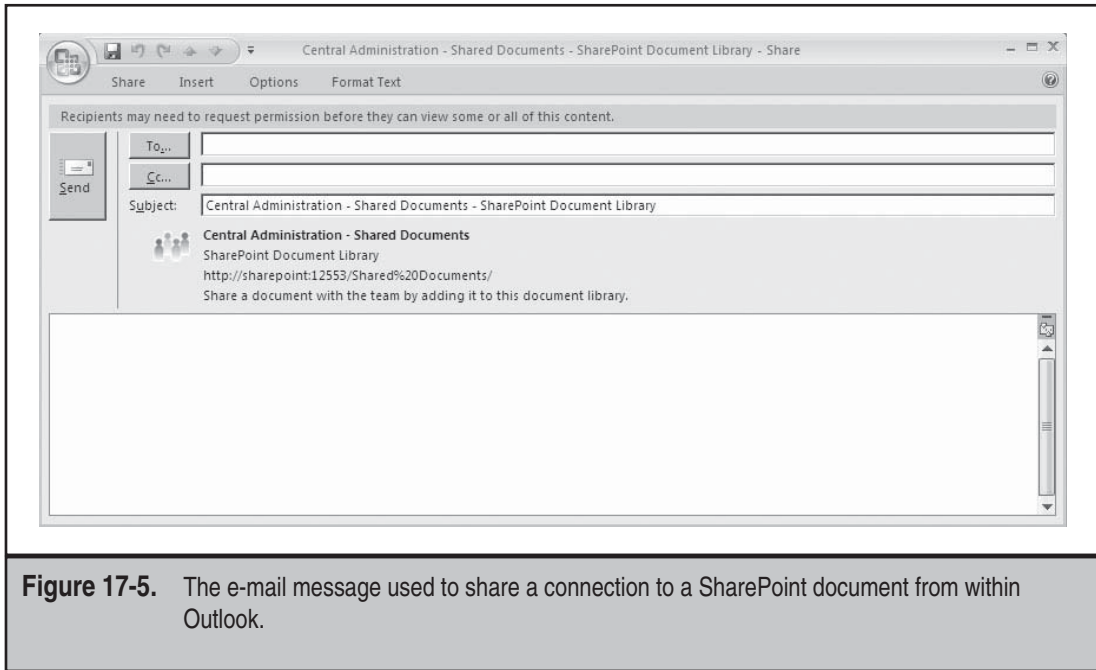 Central Administration - Shared Documents - SharePoint Document Library - Share
Share Insert Options Format Text
Recipients may need to request permission before they can view some or all of this content.
To...
Cc...
Send
Subject: Central Administration - Shared Documents - SharePoint Document Library
Central Administration - Shared Documents
SharePoint Document Library
http://sharepoint:12553/Shared%20Documents/
Share a document with the team by adding it to this document library.
Figure 17-5. The e-mail message used to share a connection to a SharePoint document from within
Outlook.